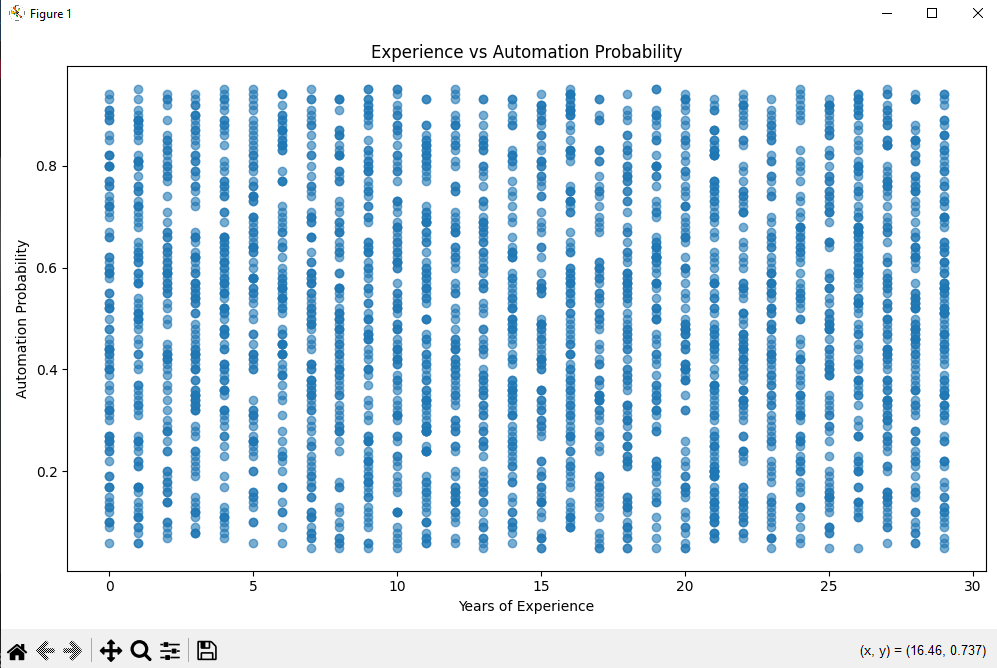 Figure 1
Experience vs Automation Probability
Automation Probability
0.8
0.6
0.4
0.2
0 5 10 15 20 25 30
Years of Experience
(x, y) = (16.46, 0.737)